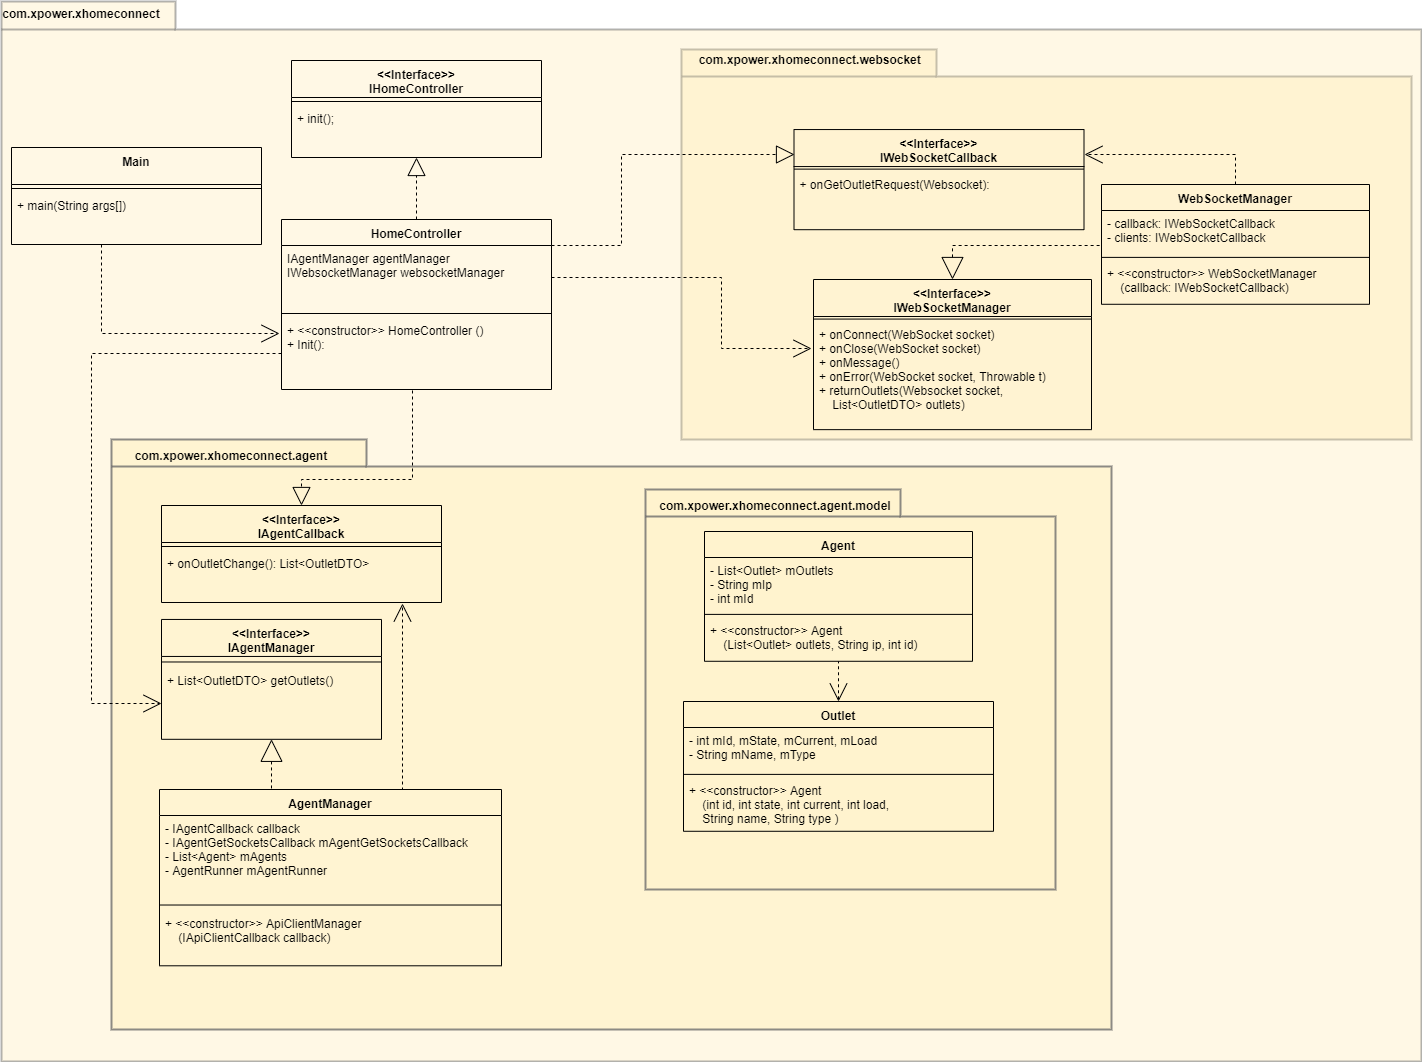 com.xpower.xhomeconnect
<<Interface>>
IHomeController
+ init();
Main
+ main(String args[])
HomeController
IAgentManager agentManager
IWebsocketManager websocketManager
+ <<constructor>> HomeController ()
+ Init():
com.xpower.xhomeconnect.websocket
<<Interface>>
IWebSocketCallback
+ onGetOutletRequest(Websocket):
WebSocketManager
- callback: IWebSocketCallback
- clients: IWebSocketCallback
+ <<constructor>> WebSocketManager
(callback: IWebSocketCallback)
<<Interface>>
IWebSocketManager
+ onConnect(WebSocket socket)
+ onClose(WebSocket socket)
+ onMessage()
+ onError(WebSocket socket, Throwable t)
+ returnOutlets(Websocket socket,
List<OutletDTO> outlets)
com.xpower.xhomeconnect.agent
<<Interface>>
IAgentCallback
+ onOutletChange(): List<OutletDTO>
<<Interface>>
IAgentManager
+ List<OutletDTO> getOutlets()
AgentManager
- IAgentCallback callback
- IAgentGetSocketsCallback mAgentGetSocketsCallback
- List<Agent> mAgents
- AgentRunner mAgentRunner
+ <<constructor>> ApiClientManager
(IApiClientCallback callback)
com.xpower.xhomeconnect.agent.model
Agent
- List<Outlet> mOutlets
- String mIp
- int mId
+ <<constructor>> Agent
(List<Outlet> outlets, String ip, int id)
Outlet
- int mId, mState, mCurrent, mLoad
- String mName, mType
+ <<constructor>> Agent
(int id, int state, int current, int load,
String name, String type )